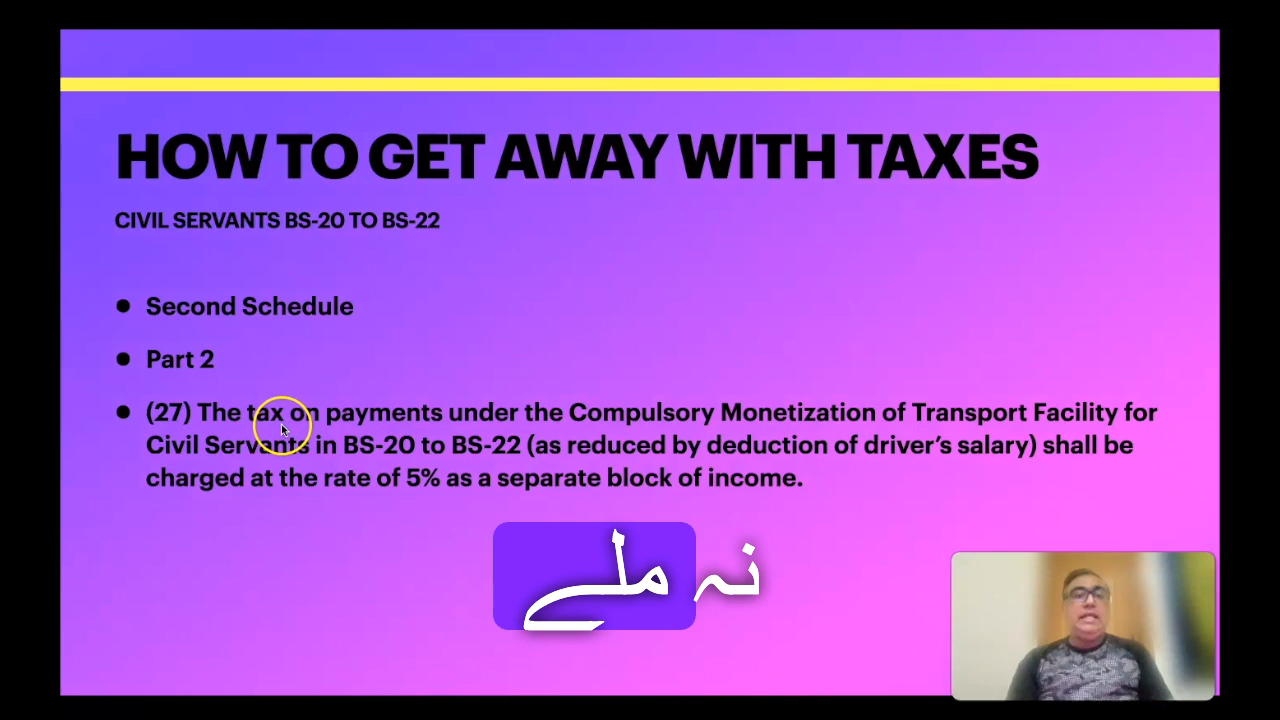 HOW TO GET AWAY WITH TAXES
CIVIL SERVANTS BS-20 TO BS-22
• Second Schedule
• Part 2
• (27) The tax on payments under the Compulsory Monetization of Transport Facility for
Civil Servants in BS-20 to BS-22 (as reduced by deduction of driver’s salary) shall be
charged at the rate of 5% as a separate block of income.
نہ ملے